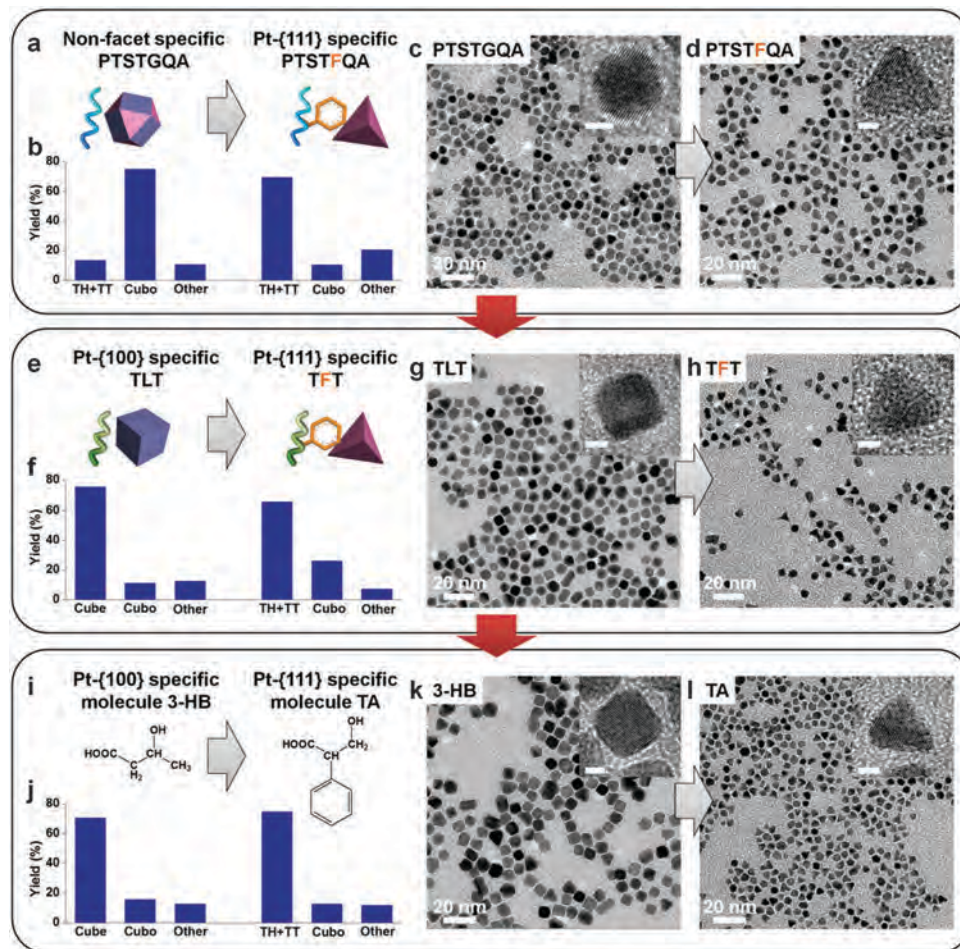 a
Non-facet specific
PTSTGQA
Pt-{111} specific
PTSTFQA
b
Yield (%)
80
60
40
20
0
TH+TT Cubo Other
TH+TT Cubo Other
c PTSTGQA
20 nm
d PTSTFQA
20 nm
e
Pt-{100} specific
TLT
Pt-{111} specific
TFT
f
Yield (%)
80
60
40
20
0
Cube Cubo Other
TH+TT Cubo Other
g TLT
20 nm
h TFT
20 nm
i
Pt-{100} specific
molecule 3-HB
Pt-{111} specific
molecule TA
OH
HOOC CH
C CH3
H2
OH
HOOC CH2
CH
j
Yield (%)
80
60
40
20
0
Cube Cubo Other
TH+TT Cubo Other
k 3-HB
20 nm
l TA
20 nm